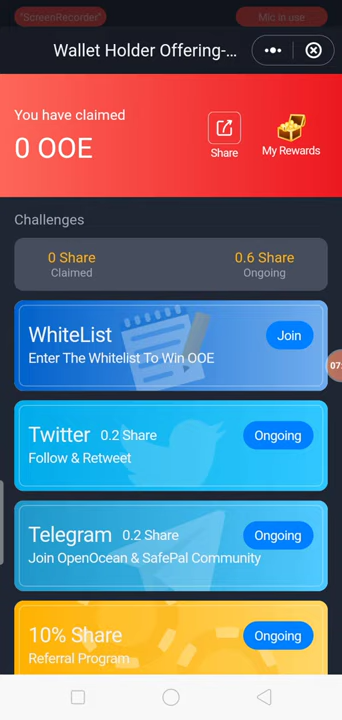 "ScreenRecorder"
Mic in use
Wallet Holder Offering-...
You have claimed
0 OOE
Share
My Rewards
Challenges
0 Share
Claimed
0.6 Share
Ongoing
WhiteList
Join
Enter The Whitelist To Win OOE
07:
Twitter 0.2 Share
Ongoing
Follow & Retweet
Telegram 0.2 Share
Ongoing
Join OpenOcean & SafePal Community
10% Share
Ongoing
Referral Program